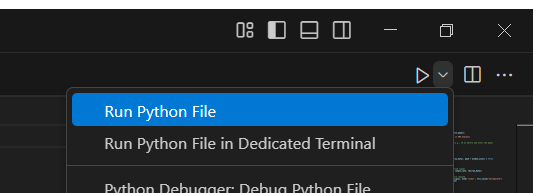 Run Python File
Run Python File in Dedicated Terminal
Python Debugger: Debug Python File